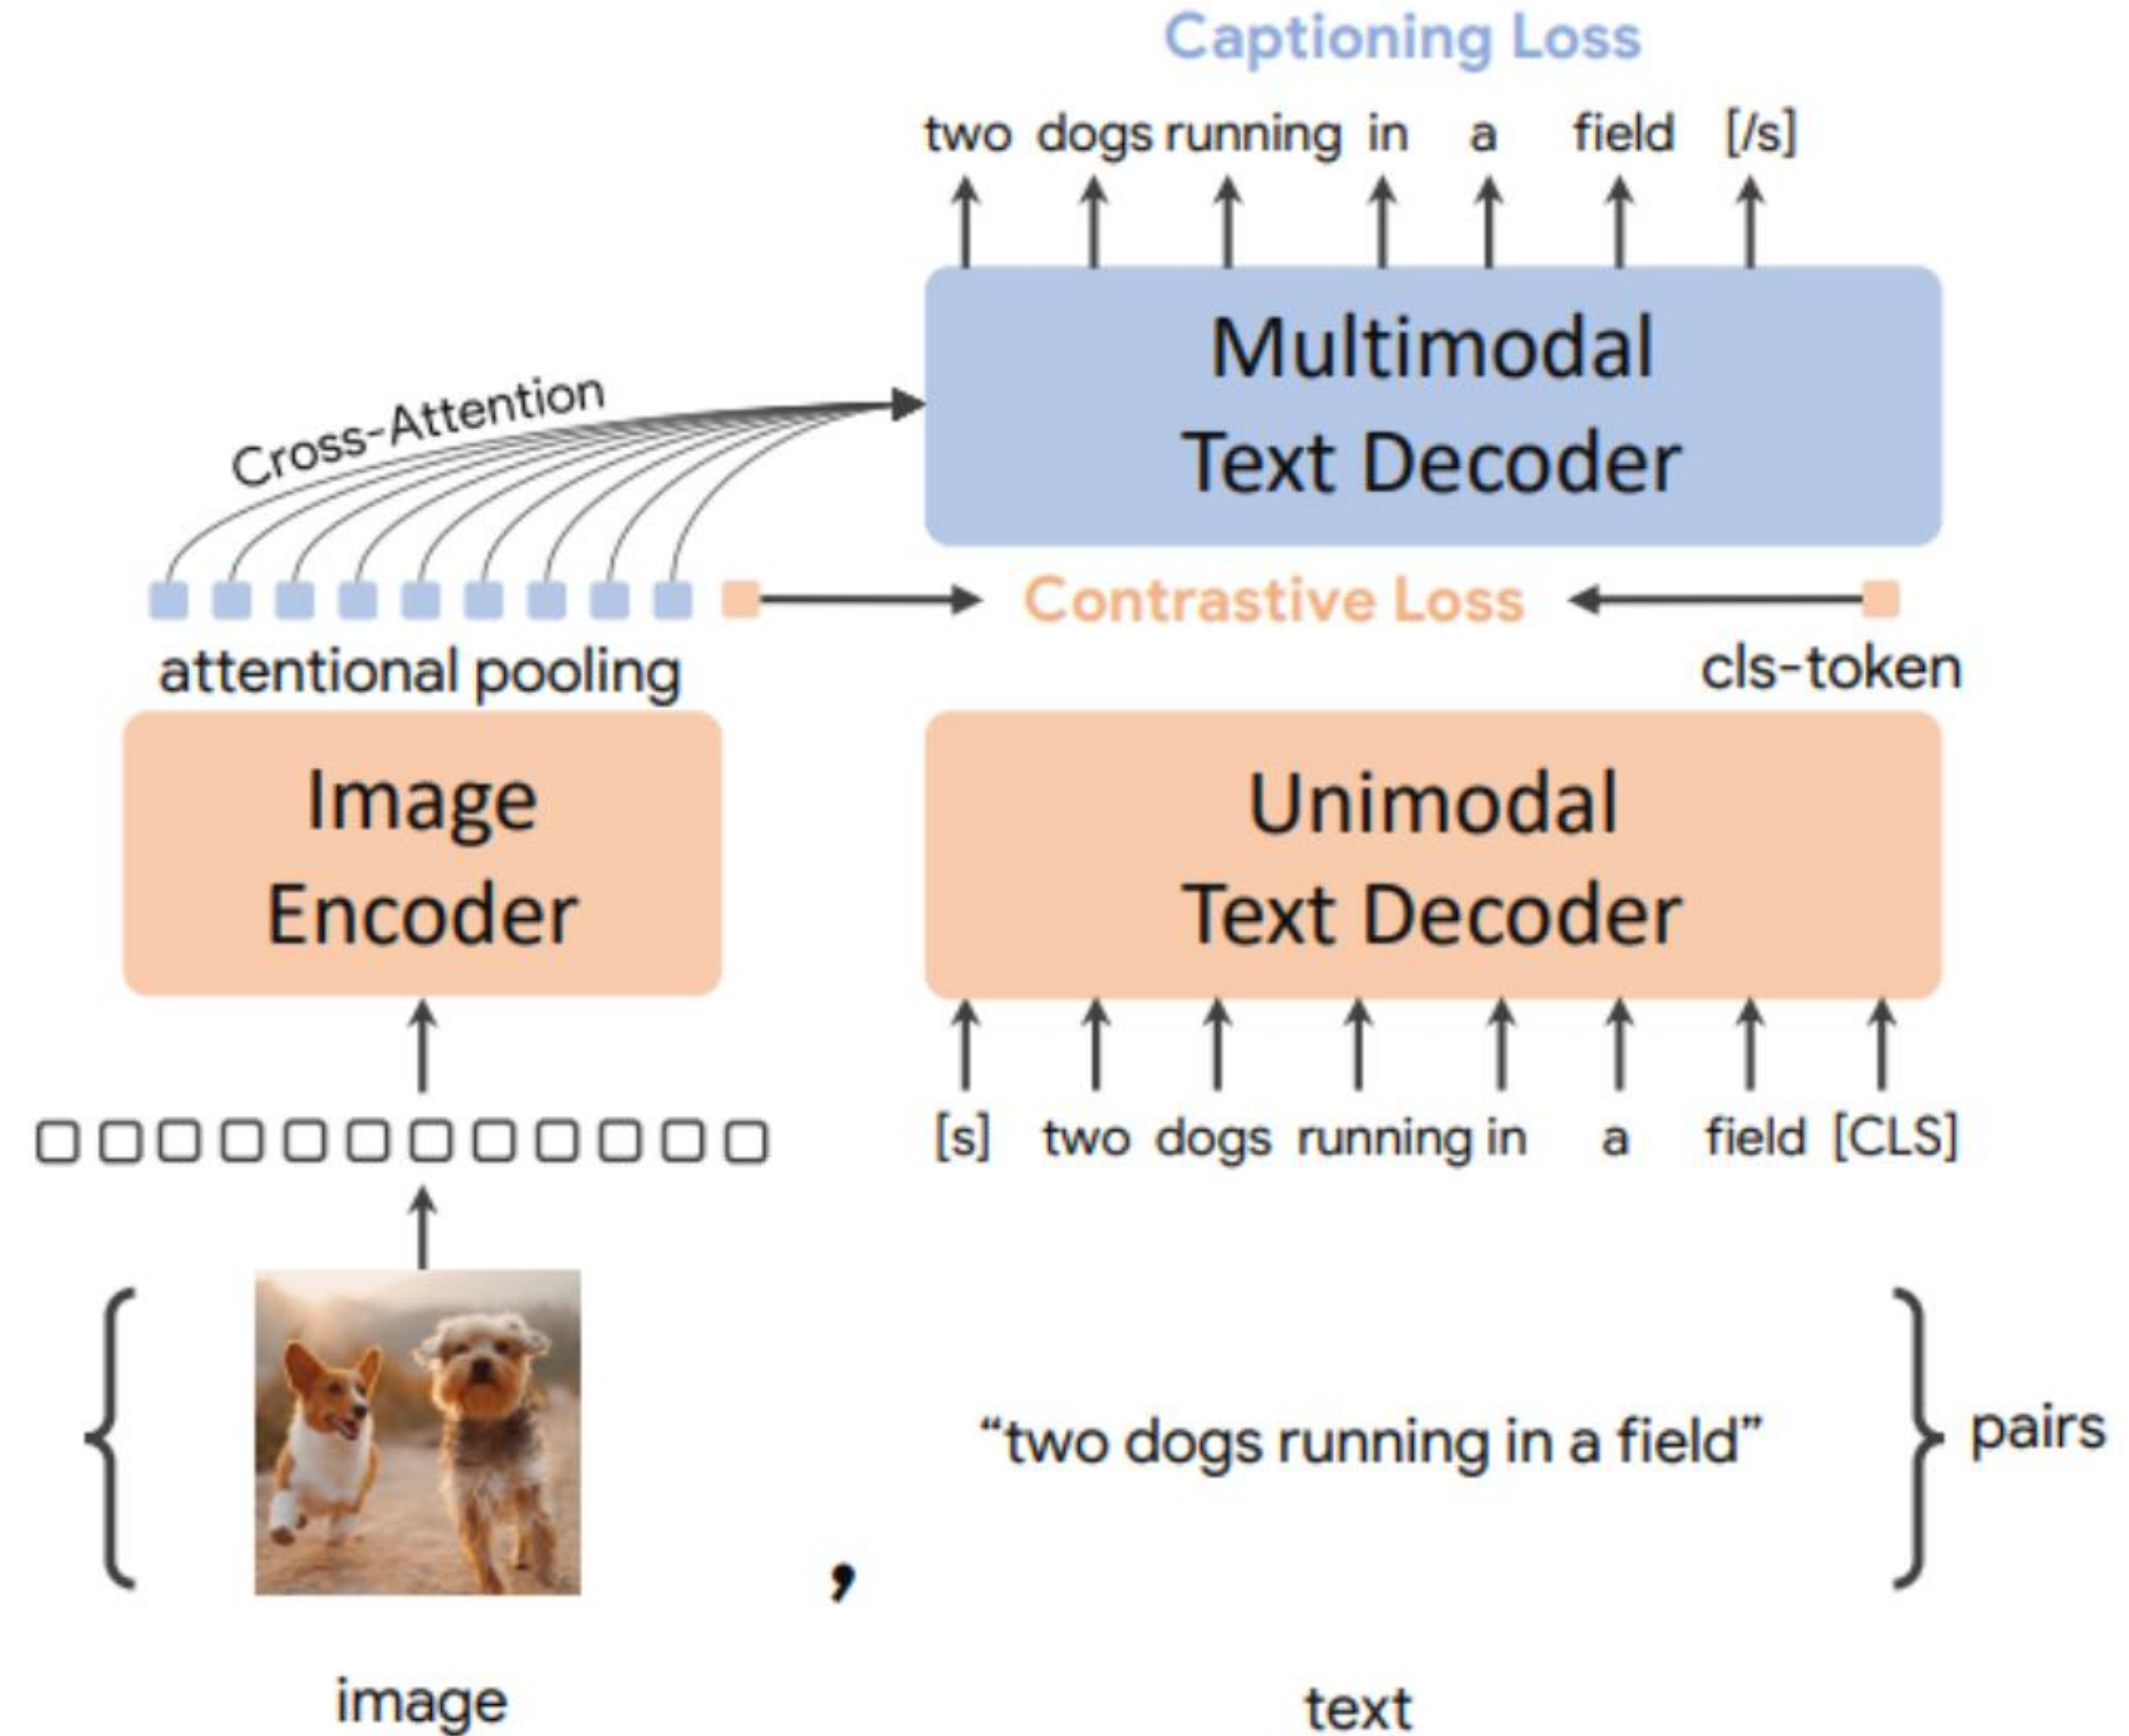 Captioning Loss
two dogs running in a field [/s]
Multimodal
Text Decoder
Cross-Attention
Contrastive Loss
attentional pooling
cls-token
Image
Encoder
Unimodal
Text Decoder
[s] two dogs running in a field [CLS]
“two dogs running in a field”
pairs
,
image
text